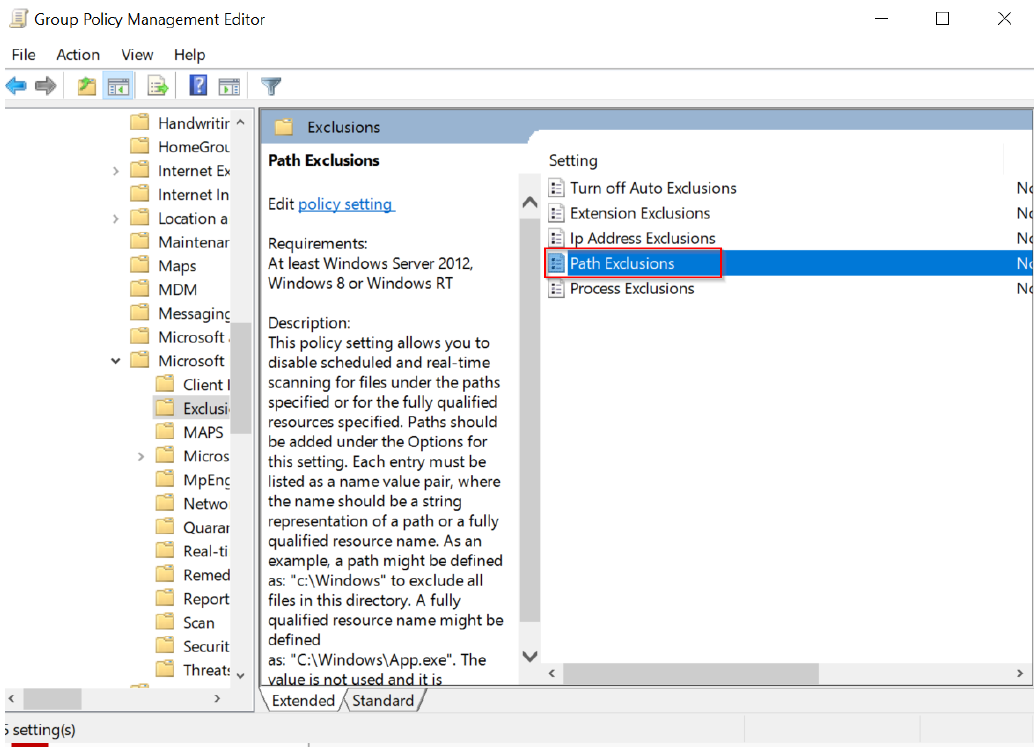 Group Policy Management Editor
File Action View Help
Handwritin
HomeGrou
Internet Ex
Internet In
Location a
Maintenan
Maps
MDM
Messaging
Microsoft
Microsoft
Client
Exclusi
MAPS
Micros
MpEng
Netwo
Quaran
Real-ti
Remed
Report
Scan
Securit
Threats
Exclusions
Path Exclusions
Edit policy setting
Requirements:
At least Windows Server 2012,
Windows 8 or Windows RT
Description:
This policy setting allows you to
disable scheduled and real-time
scanning for files under the paths
specified or for the fully qualified
resources specified. Paths should
be added under the Options for
this setting. Each entry must be
listed as a name value pair, where
the name should be a string
representation of a path or a fully
qualified resource name. As an
example, a path might be defined
as: "c:\Windows" to exclude all
files in this directory. A fully
qualified resource name might be
defined
as: "C:\Windows\App.exe". The
value is not used and it is
Setting
Turn off Auto Exclusions No
Extension Exclusions No
Ip Address Exclusions No
Path Exclusions No
Process Exclusions No
Extended Standard
5 setting(s)